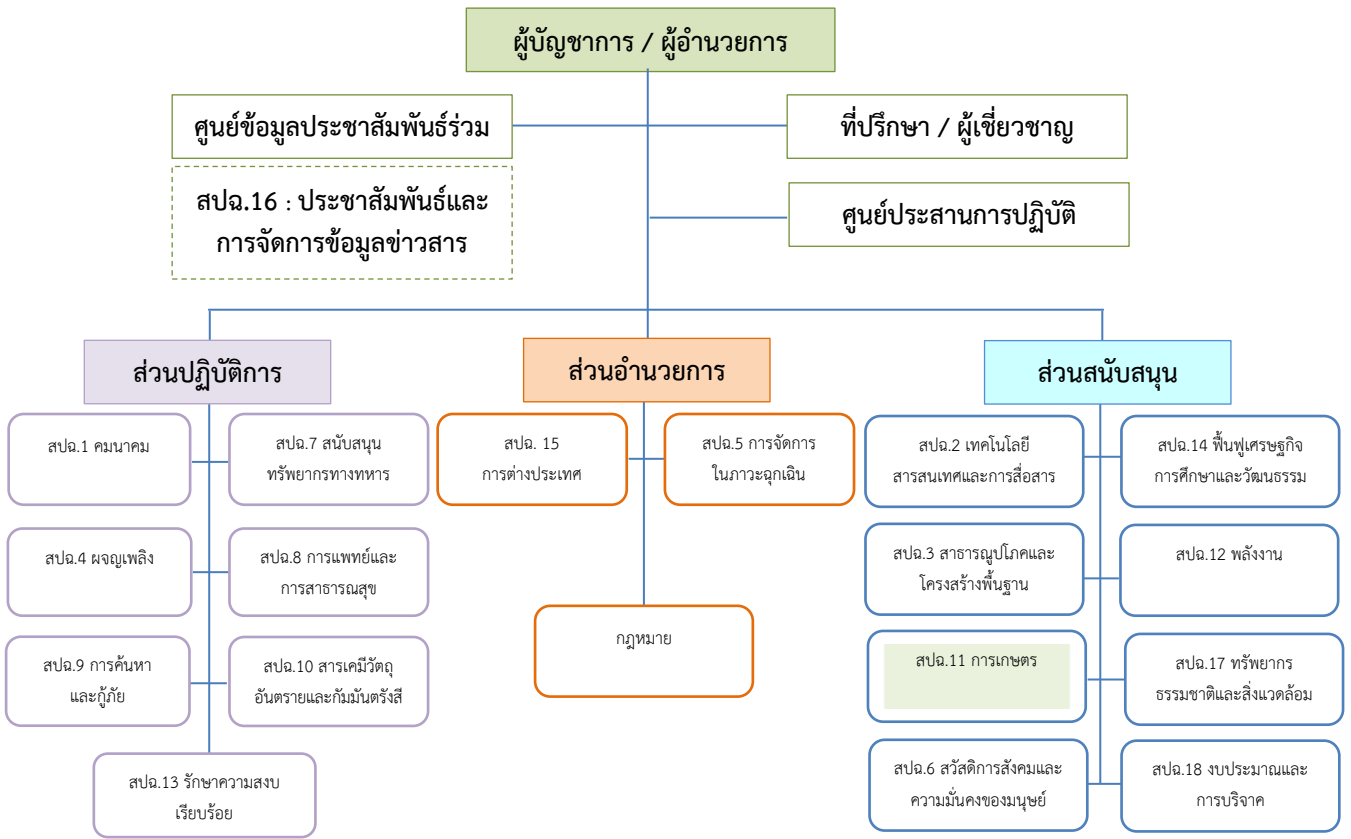 ผู้บัญชาการ / ผู้อำนวยการ
ศูนย์ข้อมูลประชาสัมพันธ์ร่วม
ที่ปรึกษา / ผู้เชี่ยวชาญ
สปฉ.16 : ประชาสัมพันธ์และ
การจัดการข้อมูลข่าวสาร
ศูนย์ประสานการปฏิบัติ
ส่วนปฏิบัติการ
สปฉ.1 คมนาคม
สปฉ.7 สนับสนุน
ทรัพยากรทางทหาร
สปฉ.4 ผจญเพลิง
สปฉ.8 การแพทย์และ
การสาธารณสุข
สปฉ.9 การค้นหา
และกู้ภัย
สปฉ.10 สารเคมีวัตถุ
อันตรายและกัมมันตรังสี
สปฉ.13 รักษาความสงบ
เรียบร้อย
ส่วนอำนวยการ
สปฉ. 15
การต่างประเทศ
สปฉ.5 การจัดการ
ในภาวะฉุกเฉิน
กฎหมาย
ส่วนสนับสนุน
สปฉ.2 เทคโนโลยี
สารสนเทศและการสื่อสาร
สปฉ.14 ฟื้นฟูเศรษฐกิจ
การศึกษาและวัฒนธรรม
สปฉ.3 สาธารณูปโภคและ
โครงสร้างพื้นฐาน
สปฉ.12 พลังงาน
สปฉ.11 การเกษตร
สปฉ.17 ทรัพยากร
ธรรมชาติและสิ่งแวดล้อม
สปฉ.6 สวัสดิการสังคมและ
ความมั่นคงของมนุษย์
สปฉ.18 งบประมาณและ
การบริจาค